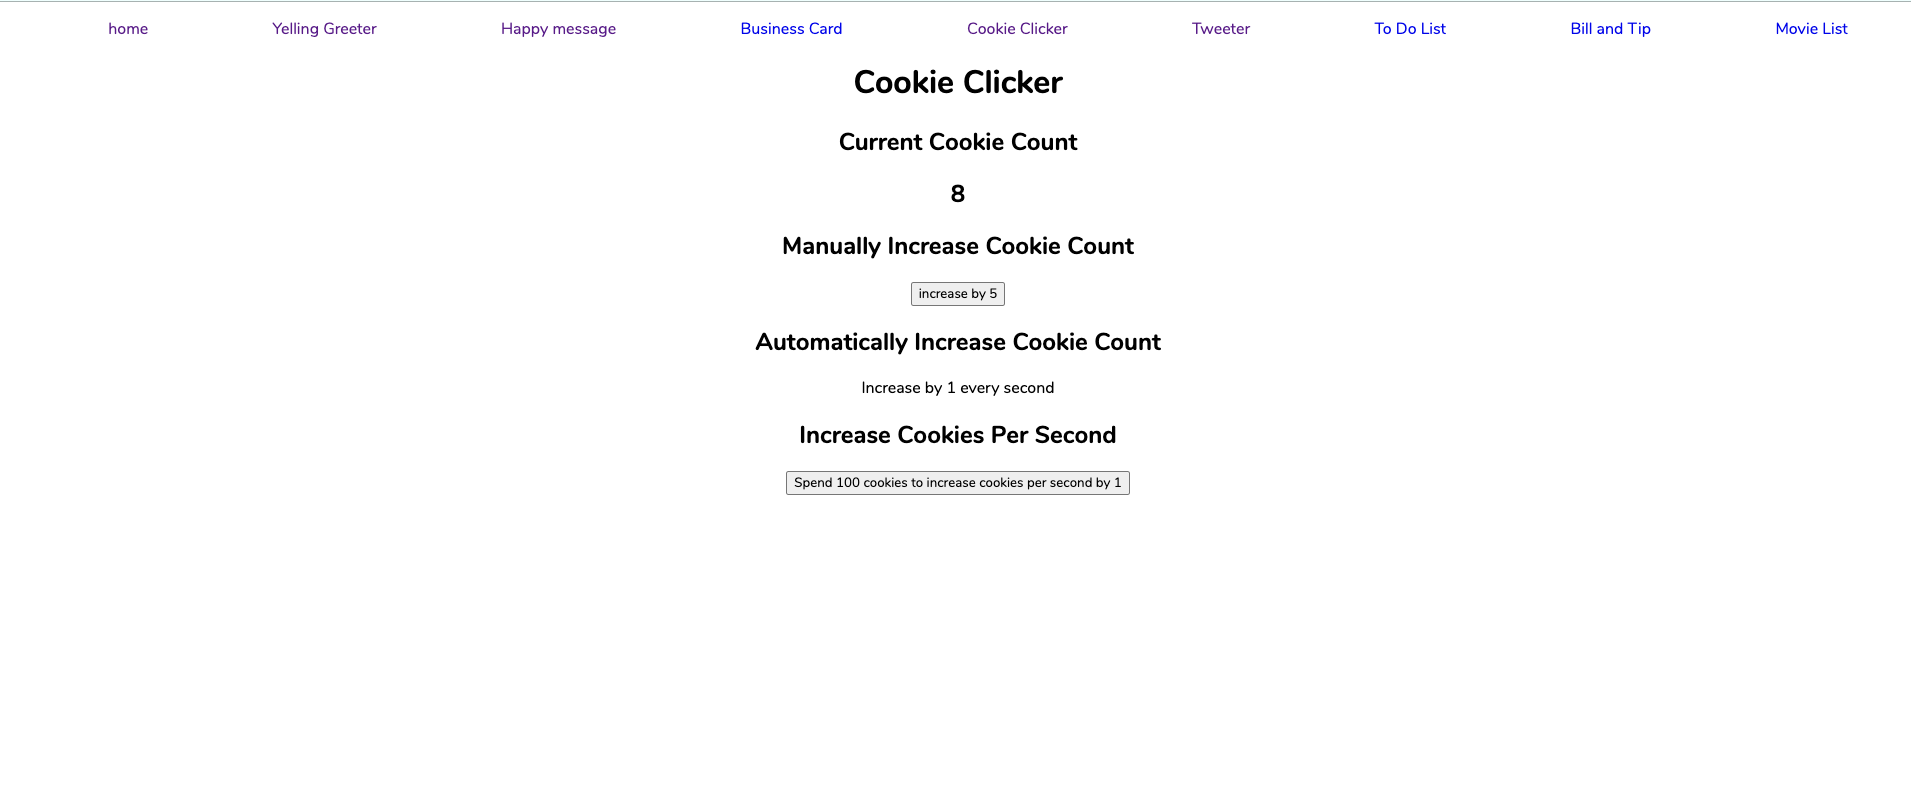 home Yelling Greeter Happy message Business Card Cookie Clicker Tweeter To Do List Bill and Tip Movie List
Cookie Clicker
Current Cookie Count
8
Manually Increase Cookie Count
increase by 5
Automatically Increase Cookie Count
Increase by 1 every second
Increase Cookies Per Second
Spend 100 cookies to increase cookies per second by 1